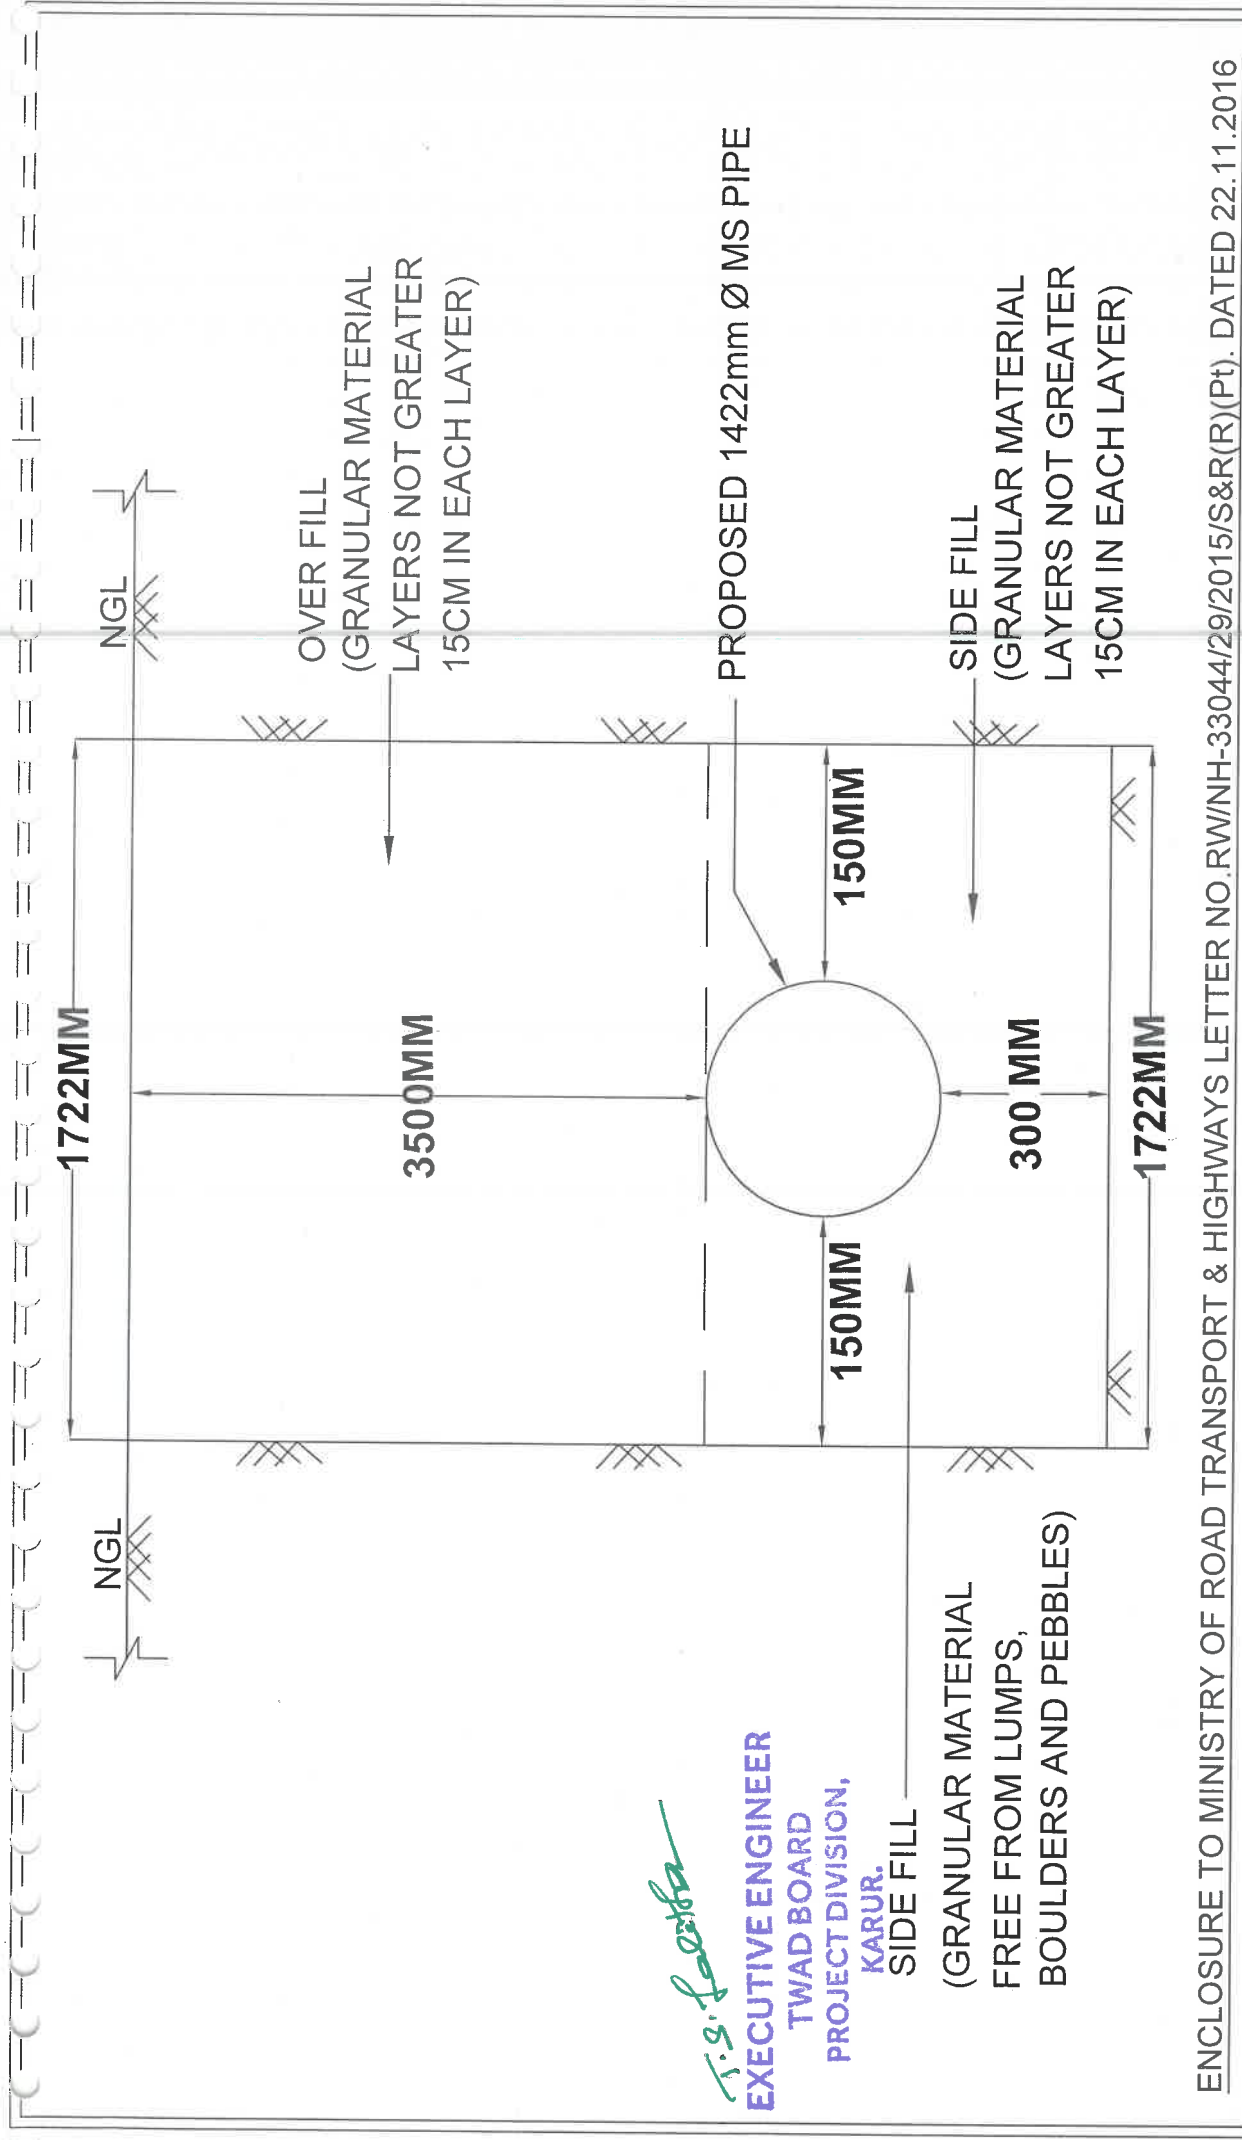 1722MM
NGL
NGL
OVER FILL
(GRANULAR MATERIAL
LAYERS NOT GREATER
15CM IN EACH LAYER)
3500MM
PROPOSED 1422mm Ø MS PIPE
150MM
150MM
SIDE FILL
(GRANULAR MATERIAL
LAYERS NOT GREATER
15CM IN EACH LAYER)
300 MM
1722MM
EXECUTIVE ENGINEER
TWAD BOARD
PROJECT DIVISION,
KARUR.
SIDE FILL
(GRANULAR MATERIAL
FREE FROM LUMPS,
BOULDERS AND PEBBLES)
ENCLOSURE TO MINISTRY OF ROAD TRANSPORT & HIGHWAYS LETTER NO.RW/NH-33044/29/2015/S&R(R)(Pt). DATED 22.11.2016